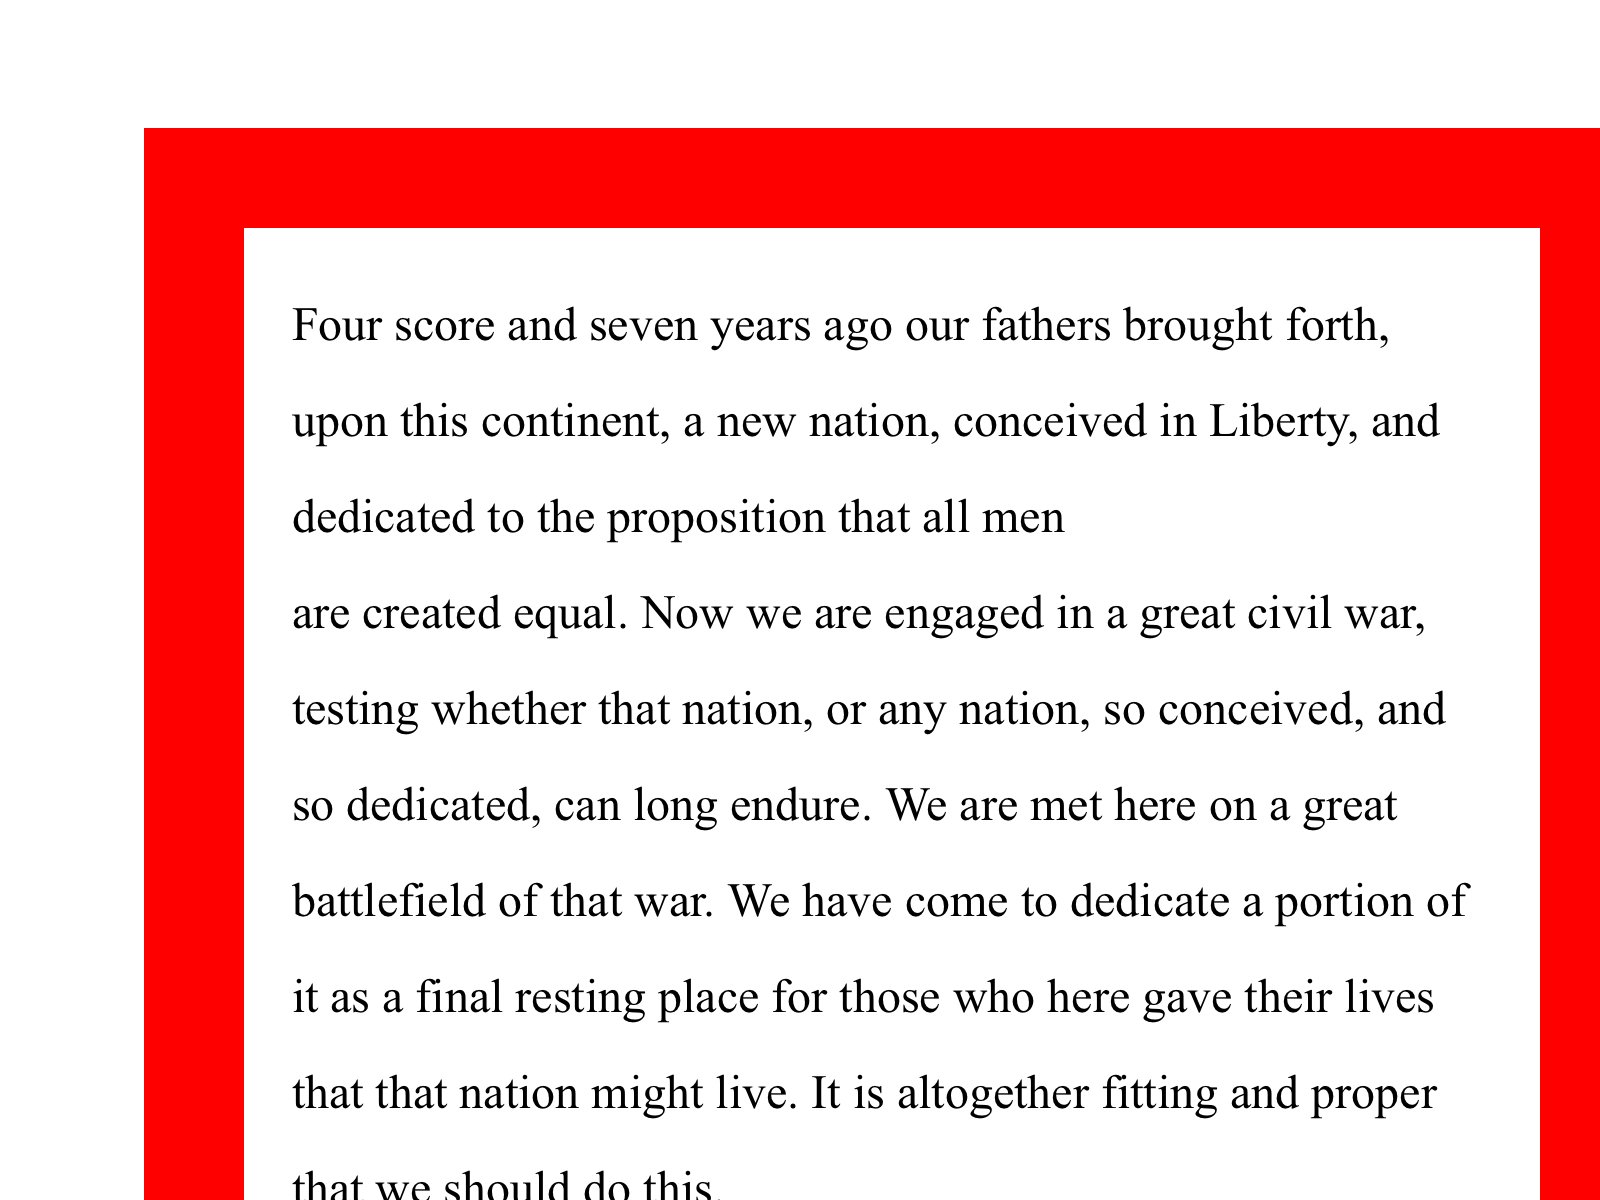 Four score and seven years ago our fathers brought forth,
upon this continent, a new nation, conceived in Liberty, and
dedicated to the proposition that all men
are created equal. Now we are engaged in a great civil war,
testing whether that nation, or any nation, so conceived, and
so dedicated, can long endure. We are met here on a great
battlefield of that war. We have come to dedicate a portion of
it as a final resting place for those who here gave their lives
that that nation might live. It is altogether fitting and proper
that we should do this.